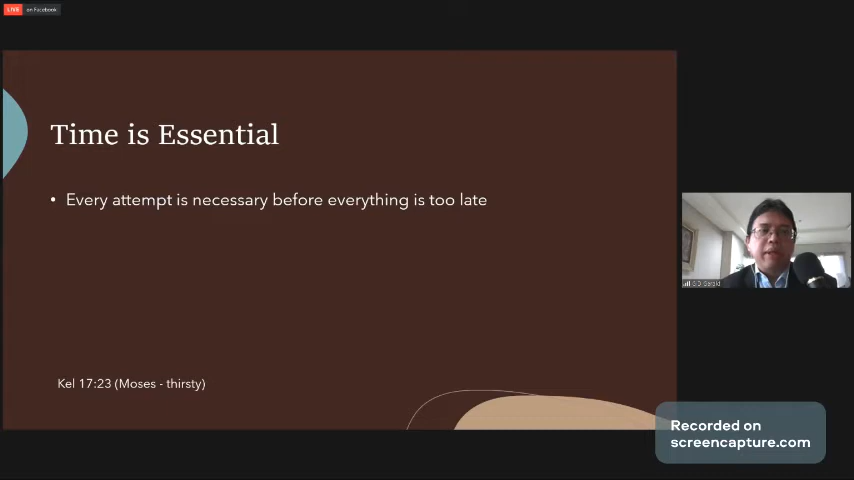 LIVE on Facebook
Time is Essential
• Every attempt is necessary before everything is too late
Kel 17:23 (Moses - thirsty)
Recorded on
screencapture.com